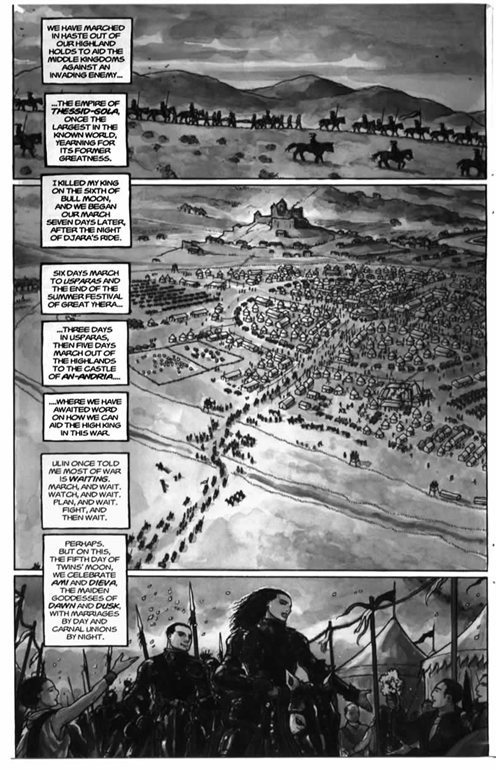 WE HAVE MARCHED
IN HASTE OUT OF
OUR HIGHLAND
HOLDS TO AID THE
MIDDLE KINGDOMS
AGAINST AN
INVADING ENEMY...
...THE EMPIRE OF
THESSID-GOLA,
ONCE THE
LARGEST IN THE
KNOWN WORLD,
YEARNING FOR
ITS FORMER
GREATNESS.
I KILLED MY KING
ON THE SIXTH OF
BULL MOON,
AND WE BEGAN
OUR MARCH
SEVEN DAYS LATER,
AFTER THE NIGHT
OF DJARA'S RIDE.
SIX DAYS MARCH
TO USPARAS AND
THE END OF THE
SUMMER FESTIVAL
OF GREAT YHERA...
...THREE DAYS
IN USPARAS,
THEN FIVE DAYS
MARCH OUT OF
THE HIGHLANDS
TO THE CASTLE
OF AN-ANDRIA...
...WHERE WE HAVE
AWAITED WORD
ON HOW WE CAN
AID THE HIGH KING
IN THIS WAR.
ULIN ONCE TOLD
ME MOST OF WAR
IS WAITING.
MARCH, AND WAIT.
WATCH, AND WAIT.
PLAN, AND WAIT.
FIGHT, AND
THEN WAIT.
PERHAPS.
BUT ON THIS,
THE FIFTH DAY OF
TWINS' MOON,
WE CELEBRATE
AMI AND DIEVA,
THE MAIDEN
GODDESSES OF
DAWN AND DUSK,
WITH MARRIAGES
BY DAY AND
CARNAL UNIONS
BY NIGHT.